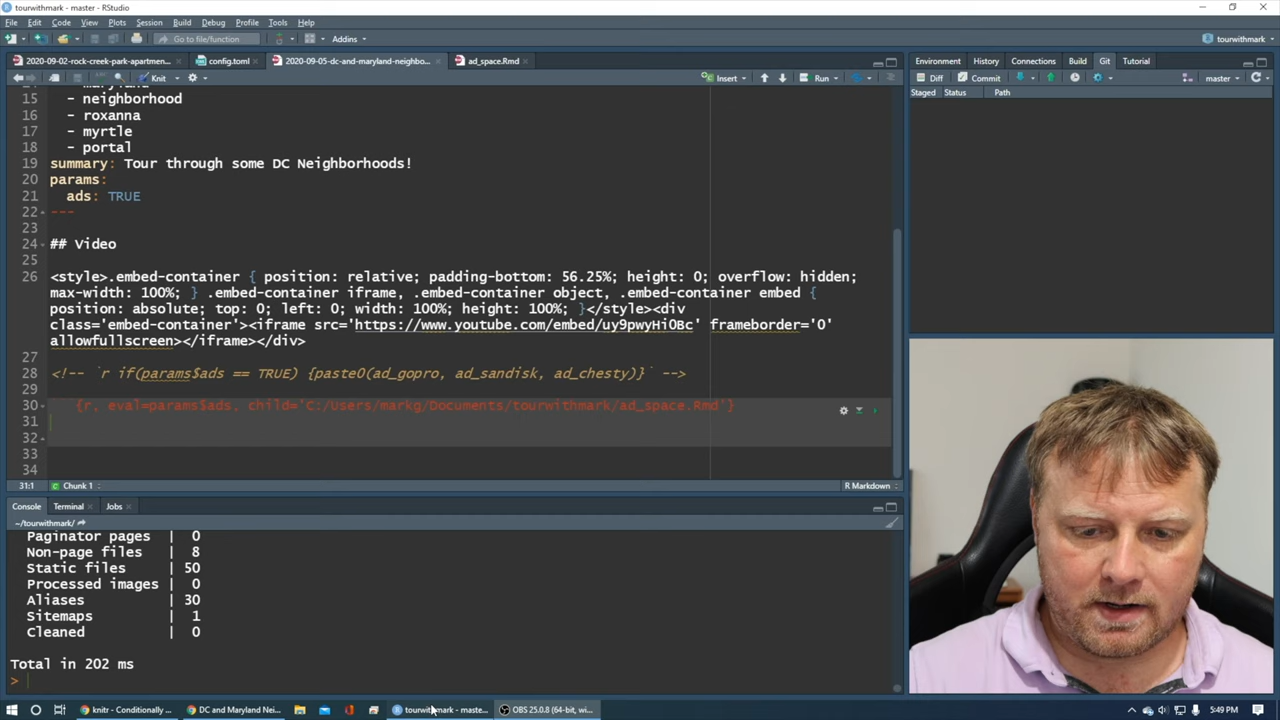 tourwithmark - master - RStudio
File Edit Code View Plots Session Build Debug Profile Tools Help
Go to file/function Addins tourwithmark
2020-09-02-rock-creek-park-apartmen... config.toml 2020-09-05-dc-and-maryland-neighbo... ad_space.Rmd
Knit Insert Run
15 - neighborhood
16 - roxanna
17 - myrtle
18 - portal
19 summary: Tour through some DC Neighborhoods!
20 params:
21 ads: TRUE
22 ---
23
24 ## Video
25
26 <style>.embed-container { position: relative; padding-bottom: 56.25%; height: 0; overflow: hidden;
max-width: 100%; } .embed-container iframe, .embed-container object, .embed-container embed {
position: absolute; top: 0; left: 0; width: 100%; height: 100%; }</style><div
class='embed-container'><iframe src='https://www.youtube.com/embed/uy9pwyHiOBc' frameborder='0'
allowfullscreen></iframe></div>
27
28 <!-- `r if(params$ads == TRUE) {paste0(ad_gopro, ad_sandisk, ad_chesty)}` -->
29
30 {r, eval=params$ads, child='C:/Users/markg/Documents/tourwithmark/ad_space.Rmd'}
31
32
33
34
31:1 Chunk 1 R Markdown
Console Terminal Jobs
~/tourwithmark/
Paginator pages | 0
Non-page files | 8
Static files | 50
Processed images | 0
Aliases | 30
Sitemaps | 1
Cleaned | 0
Total in 202 ms
>
Environment History Connections Build Git Tutorial
Diff Commit master
Staged Status Path
knitr - Conditionally ... DC and Maryland Nei... tourwithmark - maste... OBS 25.0.8 (64-bit, wi... 5:49 PM